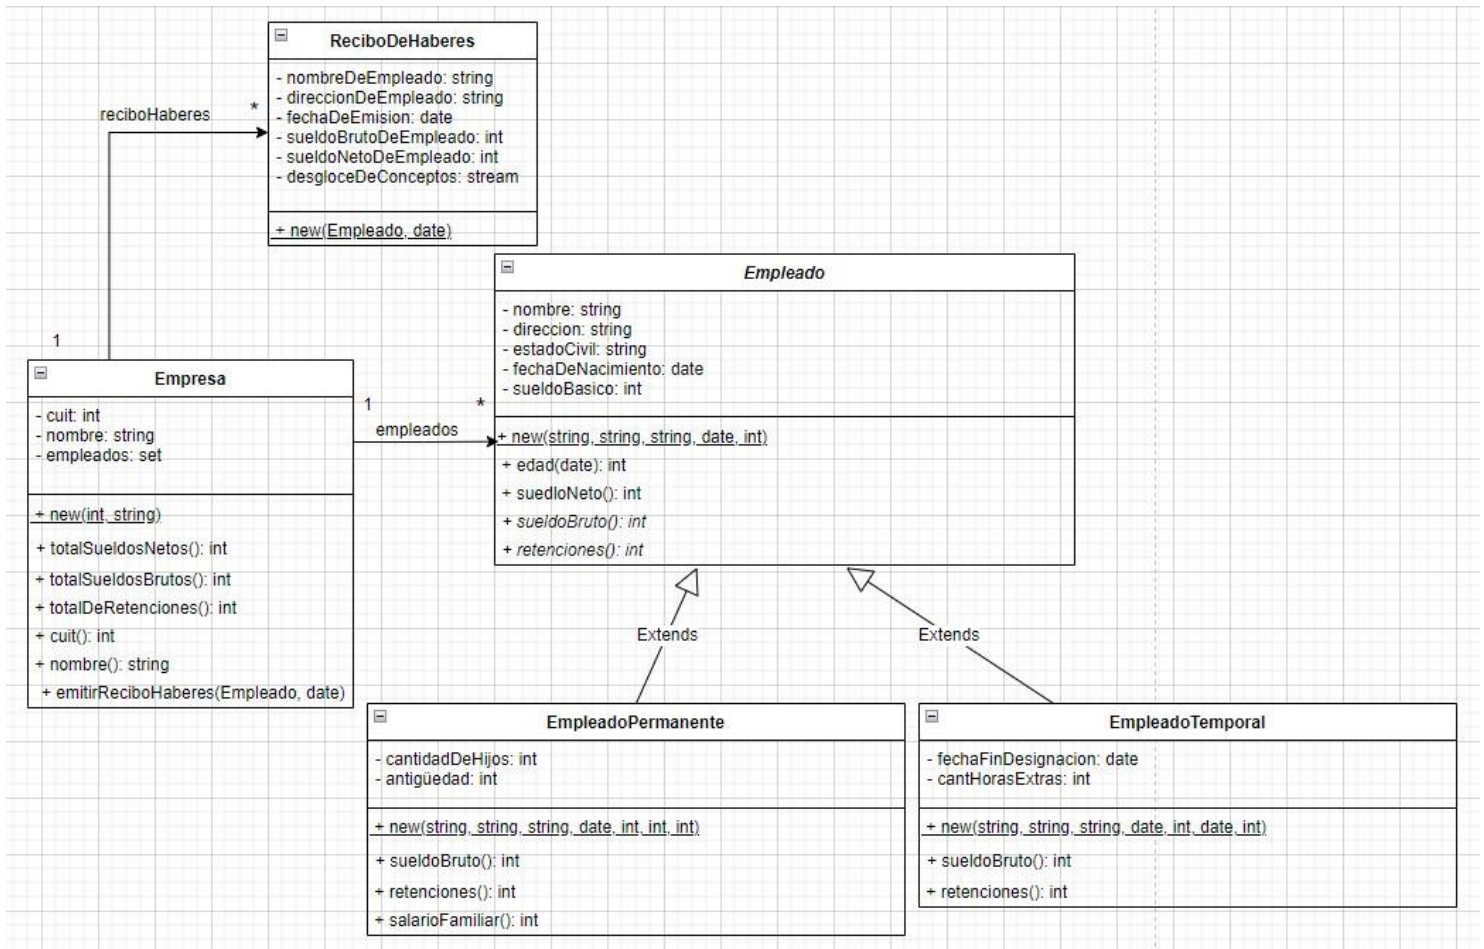 ReciboDeHaberes
- nombreDeEmpleado: string
- direccionDeEmpleado: string
- fechaDeEmision: date
- sueldoBrutoDeEmpleado: int
- sueldoNetoDeEmpleado: int
- desgloceDeConceptos: stream
+ new(Empleado, date)
reciboHaberes
*
1
Empresa
- cuit: int
- nombre: string
- empleados: set
+ new(int, string)
+ totalSueldosNetos(): int
+ totalSueldosBrutos(): int
+ totalDeRetenciones(): int
+ cuit(): int
+ nombre(): string
+ emitirReciboHaberes(Empleado, date)
1
*
empleados
Empleado
- nombre: string
- direccion: string
- estadoCivil: string
- fechaDeNacimiento: date
- sueldoBasico: int
+ new(string, string, string, date, int)
+ edad(date): int
+ suedloNeto(): int
+ sueldoBruto(): int
+ retenciones(): int
Extends
Extends
EmpleadoPermanente
- cantidadDeHijos: int
- antigüedad: int
+ new(string, string, string, date, int, int, int)
+ sueldoBruto(): int
+ retenciones(): int
+ salarioFamiliar(): int
EmpleadoTemporal
- fechaFinDesignacion: date
- cantHorasExtras: int
+ new(string, string, string, date, int, date, int)
+ sueldoBruto(): int
+ retenciones(): int